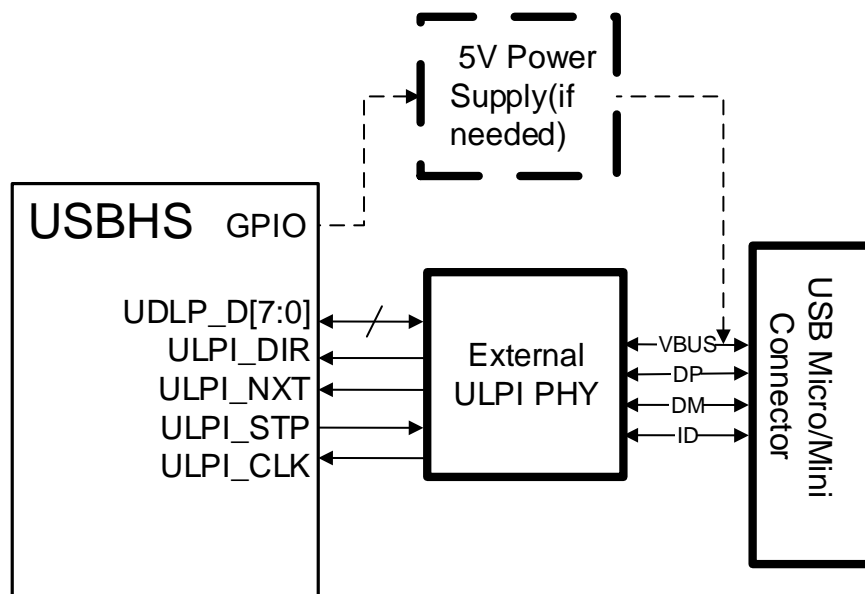 5V Power
Supply(if
needed)
USBHS
GPIO
UDLP_D[7:0]
ULPI_DIR
ULPI_NXT
ULPI_STP
ULPI_CLK
External
ULPI PHY
VBUS
DP
DM
ID
USB Micro/Mini
Connector